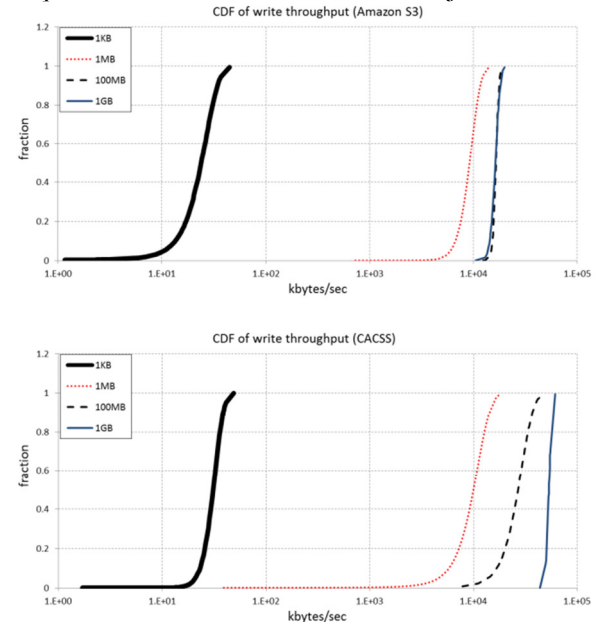 CDF of write throughput (Amazon S3)
1.2
1
0.8
0.6
0.4
0.2
0
fraction
1KB
1MB
100MB
1GB
1.E+00 1.E+01 1.E+02 1.E+03 1.E+04 1.E+05
kbytes/sec
CDF of write throughput (CACSS)
1.2
1
0.8
0.6
0.4
0.2
0
fraction
1KB
1MB
100MB
1GB
1.E+00 1.E+01 1.E+02 1.E+03 1.E+04 1.E+05
kbytes/sec